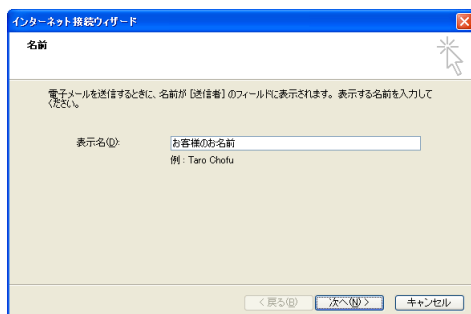 インターネット接続ウィザード
名前
電子メールを送信するときに、名前が [送信者] のフィールドに表示されます。表示する名前を入力して
ください。
表示名(D): お客様のお名前
例 : Taro Chofu
< 戻る(B) 次へ(N) > キャンセル